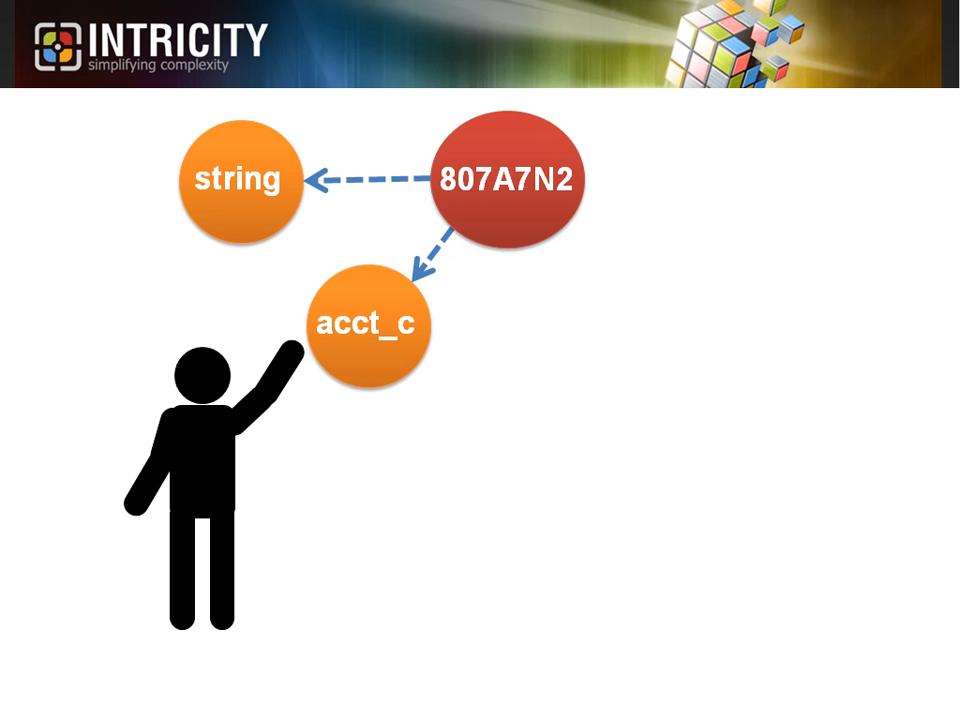 INTRICITY
simplifying complexity
string
807A7N2
acct_c